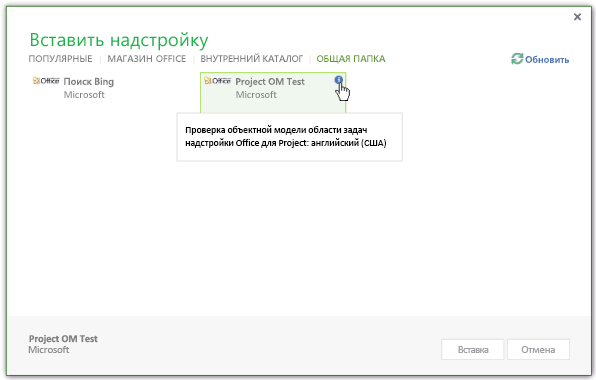 Вставить надстройку
ПОПУЛЯРНЫЕ | МАГАЗИН OFFICE | ВНУТРЕННИЙ КАТАЛОГ | ОБЩАЯ ПАПКА
Обновить
Office Поиск Bing
Microsoft
Office Project OM Test
Microsoft
Проверка объектной модели области задач
надстройки Office для Project: английский (США)
Project OM Test
Microsoft
Вставка
Отмена